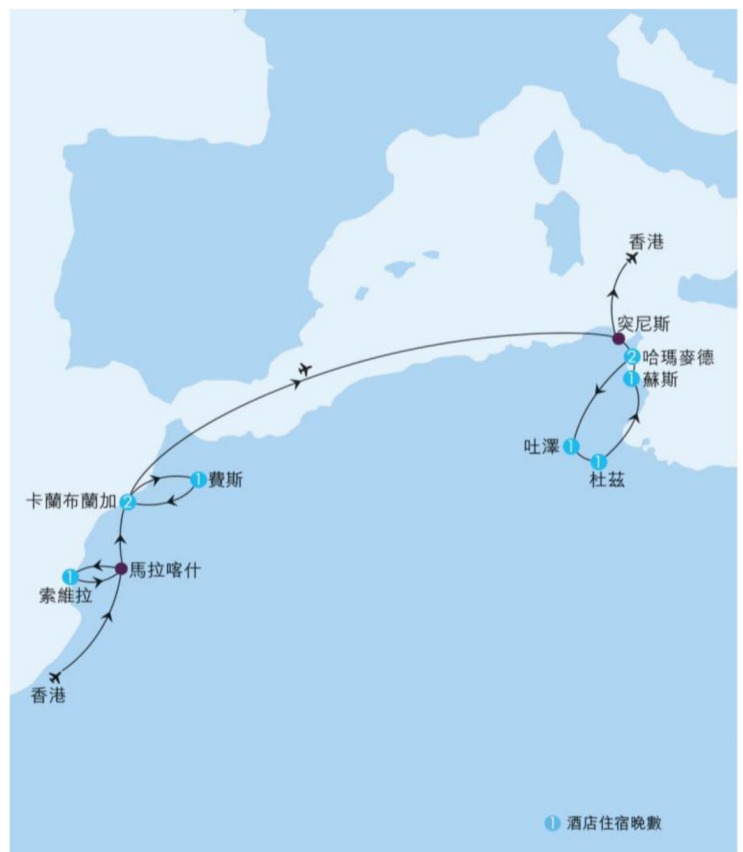 香港
突尼斯
2 哈瑪麥德
1 蘇斯
吐澤 1
1
杜茲
1 費斯
卡蘭布蘭加 2
馬拉喀什
1
索維拉
香港
1 酒店住宿晚數